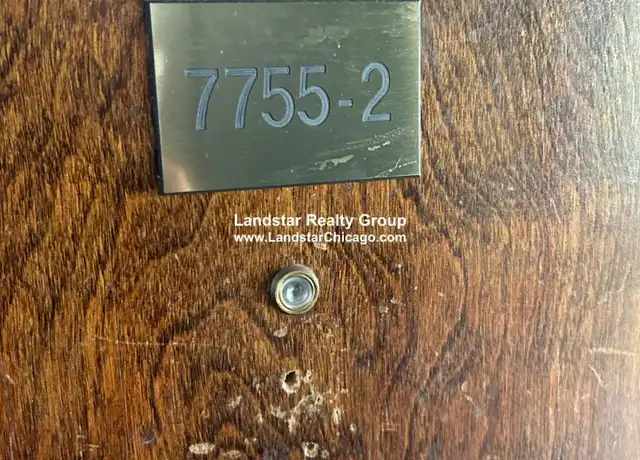 7755-2
Landstar Realty Group
www.LandstarChicago.com